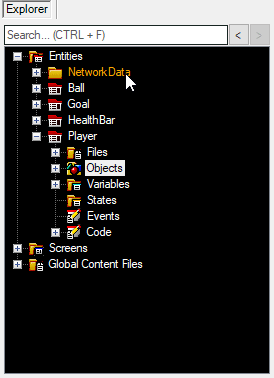 Explorer
Search... (CTRL + F)
<
>
Entities
NetworkData
Ball
Goal
HealthBar
Player
Files
Objects
Variables
States
Events
Code
Screens
Global Content Files